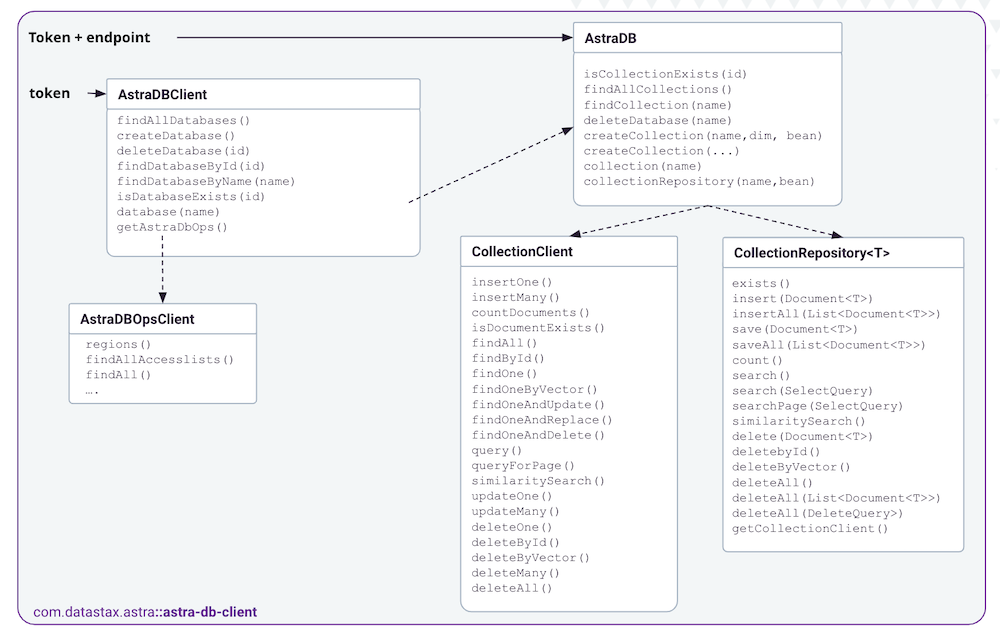 Token + endpoint
token
AstraDBClient
findAllDatabases()
createDatabase()
deleteDatabase(id)
findDatabaseById(id)
findDatabaseByName(name)
isDatabaseExists(id)
database(name)
getAstraDbOps()
AstraDB
isCollectionExists(id)
findAllCollections()
findCollection(name)
deleteDatabase(name)
createCollection(name,dim, bean)
createCollection(...)
collection(name)
collectionRepository(name,bean)
AstraDBOpsClient
regions()
findAllAccesslists()
findAll()
….
CollectionClient
insertOne()
insertMany()
countDocuments()
isDocumentExists()
findAll()
findById()
findOne()
findOneByVector()
findOneAndUpdate()
findOneAndReplace()
findOneAndDelete()
query()
queryForPage()
similaritySearch()
updateOne()
updateMany()
deleteOne()
deleteById()
deleteByVector()
deleteMany()
deleteAll()
CollectionRepository<T>
exists()
insert(Document<T>)
insertAll(List<Document<T>>)
save(Document<T>)
saveAll(List<Document<T>>)
count()
search()
search(SelectQuery)
searchPage(SelectQuery)
similaritySearch()
delete(Document<T>)
deletebyId()
deleteByVector()
deleteAll()
deleteAll(List<Document<T>>)
deleteAll(DeleteQuery>)
getCollectionClient()
com.datastax.astra::astra-db-client